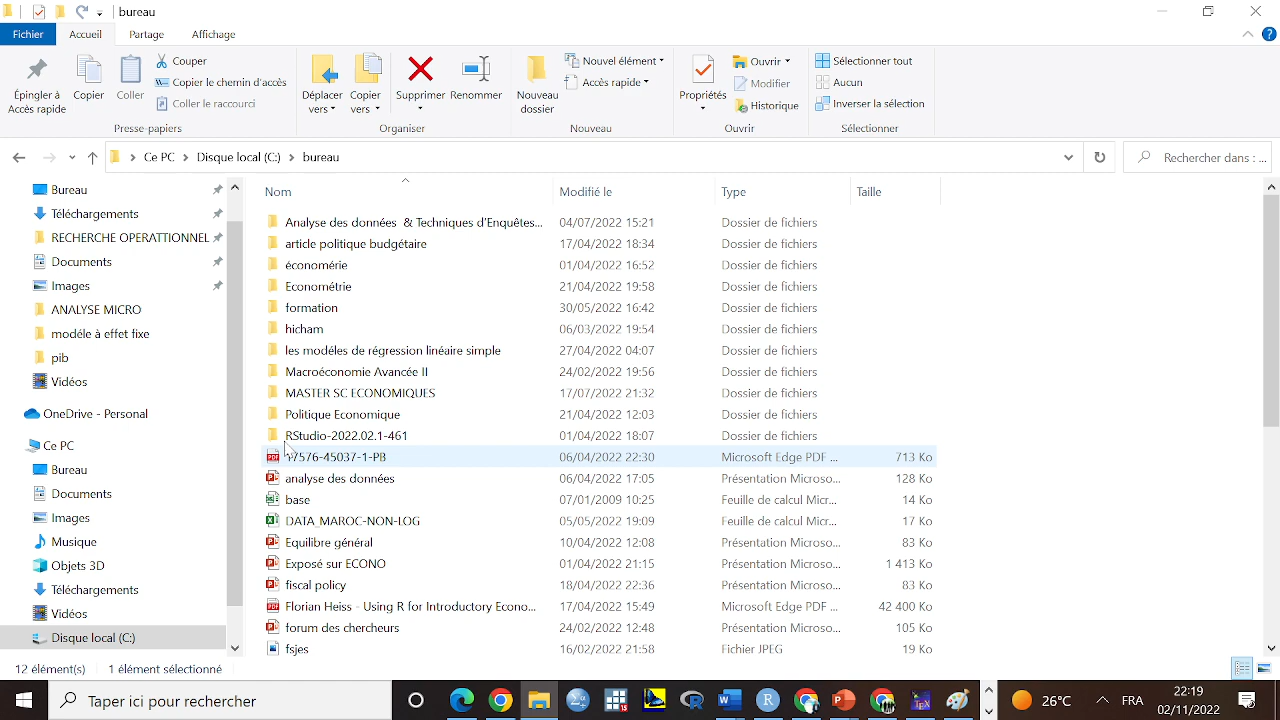 bureau
Fichier Accueil Partage Affichage
Épingler à Accès rapide
Copier
Coller
Couper
Copier le chemin d'accès
Coller le raccourci
Presse-papiers
Déplacer vers
Copier vers
Supprimer
Renommer
Organiser
Nouveau dossier
Nouvel élément
Accès rapide
Nouveau
Propriétés
Ouvrir
Modifier
Historique
Ouvrir
Sélectionner tout
Aucun
Inverser la sélection
Sélectionner
Ce PC > Disque local (C:) > bureau
Rechercher dans : ...
Bureau
Téléchargements
RECHERCHE OPERATTIONNEL
Documents
Images
ANALYSE MICRO
modéle à effet fixe
pib
Vidéos
OneDrive - Personal
Ce PC
Bureau
Documents
Images
Musique
Objets 3D
Téléchargements
Vidéos
Disque local (C:)
Nom Modifié le Type Taille
Analyse des données & Techniques d'Enquêtes... 04/07/2022 15:21 Dossier de fichiers
article politique budgétaire 17/04/2022 18:34 Dossier de fichiers
économérie 01/04/2022 16:52 Dossier de fichiers
Econométrie 21/04/2022 19:58 Dossier de fichiers
formation 30/05/2022 16:42 Dossier de fichiers
hicham 06/03/2022 19:54 Dossier de fichiers
les modéles de régression linéaire simple 27/04/2022 04:07 Dossier de fichiers
Macroéconomie Avancée II 24/02/2022 19:56 Dossier de fichiers
MASTER SC ECONOMIQUES 17/07/2022 21:32 Dossier de fichiers
Politique Economique 21/04/2022 12:03 Dossier de fichiers
RStudio-2022.02.1-461 01/04/2022 18:07 Dossier de fichiers
7576-45037-1-PB 06/04/2022 22:30 Microsoft Edge PDF ... 713 Ko
analyse des données 06/04/2022 17:05 Présentation Microso... 128 Ko
base 07/01/2009 10:25 Feuille de calcul Micr... 14 Ko
DATA_MAROC-NON-LOG 05/05/2022 19:09 Feuille de calcul Micr... 17 Ko
Equilibre général 10/04/2022 12:08 Présentation Microso... 83 Ko
Exposé sur ECONO 01/04/2022 21:15 Présentation Microso... 1 413 Ko
fiscal policy 18/04/2022 22:36 Présentation Microso... 83 Ko
Florian Heiss - Using R for Introductory Econo... 17/04/2022 15:49 Microsoft Edge PDF ... 42 400 Ko
forum des chercheurs 24/02/2022 12:48 Présentation Microso... 105 Ko
fsjes 16/02/2022 21:58 Fichier JPEG 19 Ko
12 élément(s) 1 élément sélectionné
Taper ici pour rechercher
26°C
FRA
22:19
02/11/2022